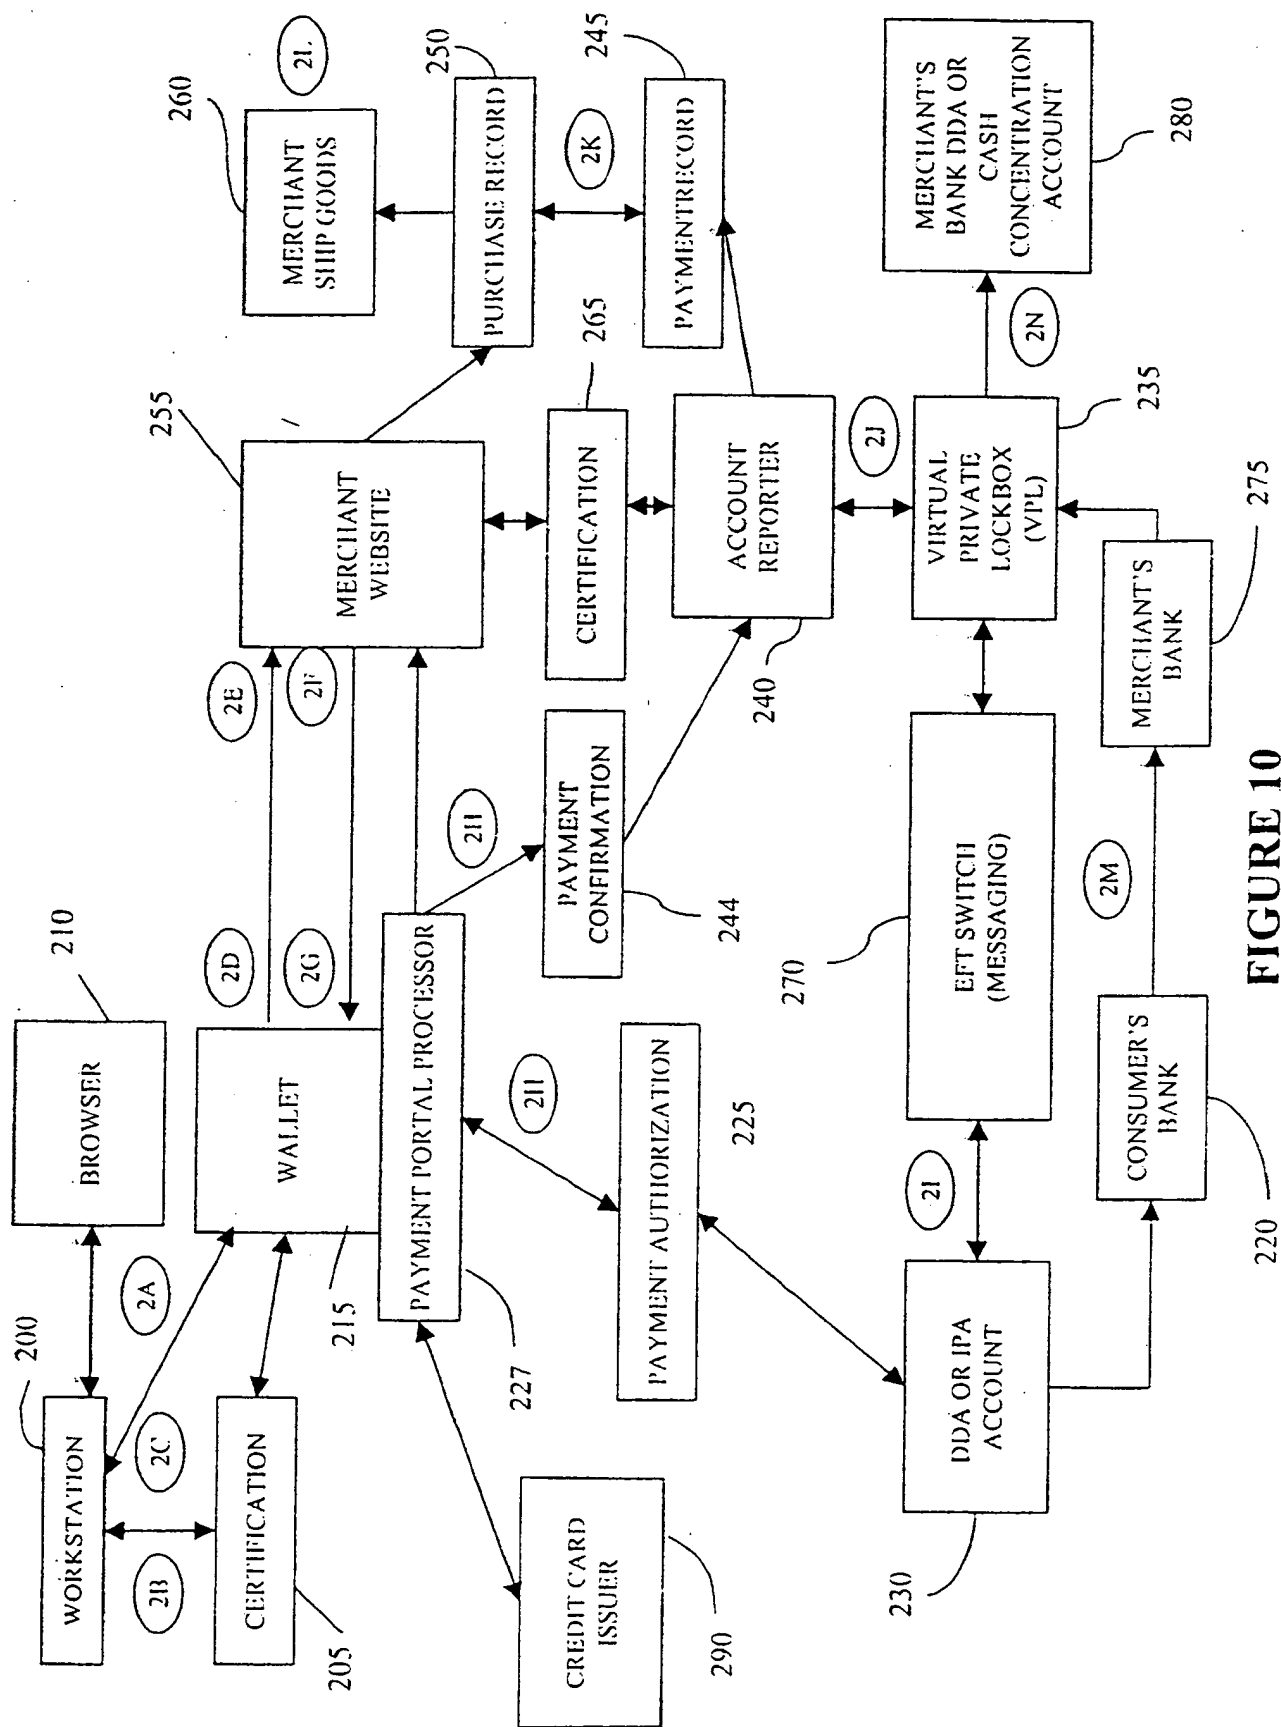 200
WORKSTATION
2B
2C
2A
CERTIFICATION
205
BROWSER
210
WALLET
215
PAYMENT PORTAL PROCESSOR
227
2D
2E
2G
2F
MERCHANT
WEBSITE
255
MERCHANT
SHIP GOODS
260
2L
PURCHASE RECORD
250
2K
PAYMENTRECORD
245
CERTIFICATION
265
2H
PAYMENT
CONFIRMATION
244
ACCOUNT
REPORTER
240
2H
PAYMENT AUTHORIZATION
225
CREDIT CARD
ISSUER
290
2J
DDA OR IPA
ACCOUNT
230
2I
EFT SWITCH
(MESSAGING)
270
VIRTUAL
PRIVATE
LOCKBOX
(VPL)
235
2N
MERCHANT'S
BANK DDA OR
CASH
CONCENTRATION
ACCOUNT
280
CONSUMER'S
BANK
220
2M
MERCHANT'S
BANK
275
FIGURE 10